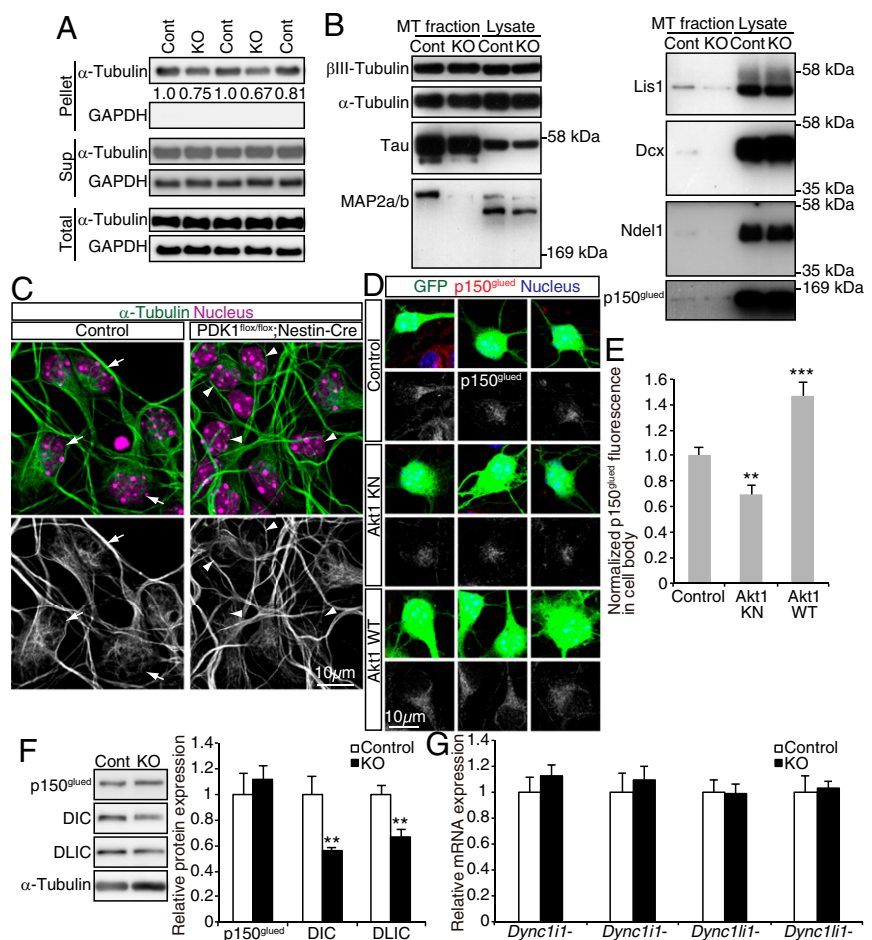 A
Cont
KO
Cont
KO
Cont
Pellet
α-Tubulin
1.0 0.75 1.0 0.67 0.81
GAPDH
Sup
α-Tubulin
GAPDH
Total
α-Tubulin
GAPDH
B
MT fraction Lysate
Cont KO Cont KO
βIII-Tubulin
α-Tubulin
Tau
58 kDa
MAP2a/b
169 kDa
MT fraction Lysate
Cont KO Cont KO
Lis1
58 kDa
Dcx
58 kDa
35 kDa
58 kDa
Ndel1
35 kDa
p150glued
169 kDa
C
α-Tubulin Nucleus
Control
PDK1flox/flox;Nestin-Cre
10μm
D
GFP p150glued Nucleus
Control
p150glued
Akt1 KN
Akt1 WT
10μm
E
Normalized p150glued fluorescence
in cell body
1.6
1.4
1.2
1.0
0.8
0.6
0.4
0.2
0
**
***
Control
Akt1
KN
Akt1
WT
F
Cont KO
p150glued
DIC
DLIC
α-Tubulin
Relative protein expression
1.4
1.2
1
0.8
0.6
0.4
0.2
0
Control
KO
**
**
p150glued
DIC
DLIC
G
Relative mRNA expression
1.4
1.2
1
0.8
0.6
0.4
0.2
0
Control
KO
Dync1i1-
Dync1i1-
Dync1li1-
Dync1li1-